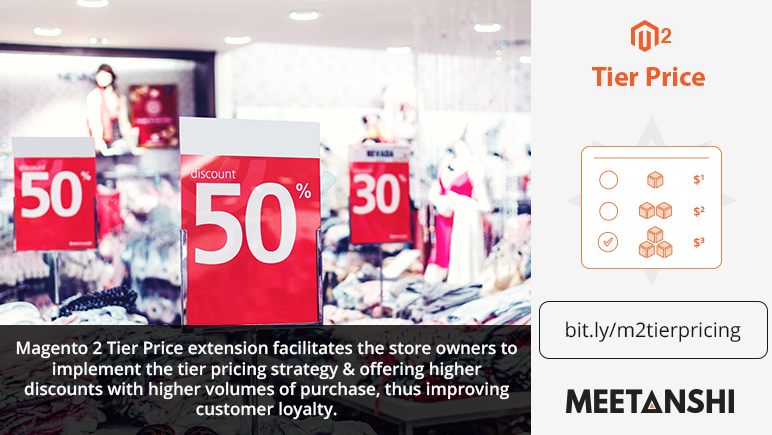 discount
50
discount
50%
30%
Magento 2 Tier Price extension facilitates the store owners to
implement the tier pricing strategy & offering higher
discounts with higher volumes of purchase, thus improving
customer loyalty.
2
Tier Price
$1
$2
$3
bit.ly/m2tierpricing
MEETANSHI